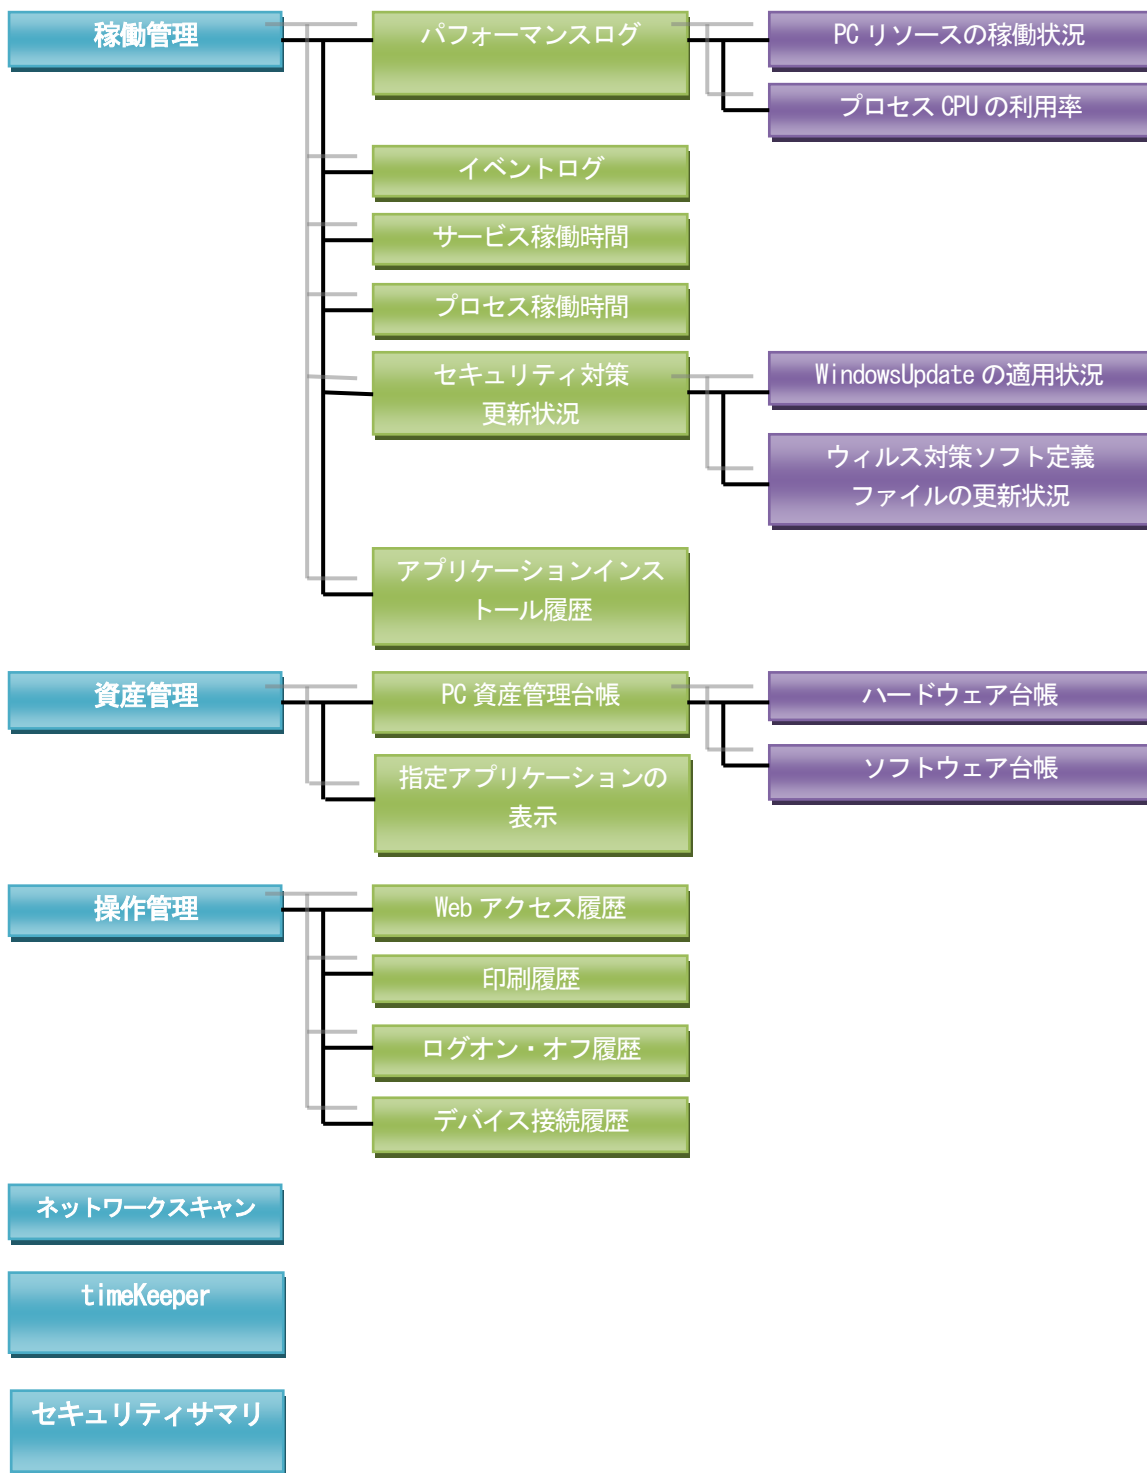 稼働管理
パフォーマンスログ
PC リソースの稼働状況
プロセス CPU の利用率
イベントログ
サービス稼働時間
プロセス稼働時間
セキュリティ対策
更新状況
WindowsUpdate の適用状況
ウィルス対策ソフト定義
ファイルの更新状況
アプリケーションインス
トール履歴
資産管理
PC 資産管理台帳
ハードウェア台帳
ソフトウェア台帳
指定アプリケーションの
表示
操作管理
Web アクセス履歴
印刷履歴
ログオン・オフ履歴
デバイス接続履歴
ネットワークスキャン
timeKeeper
セキュリティサマリ